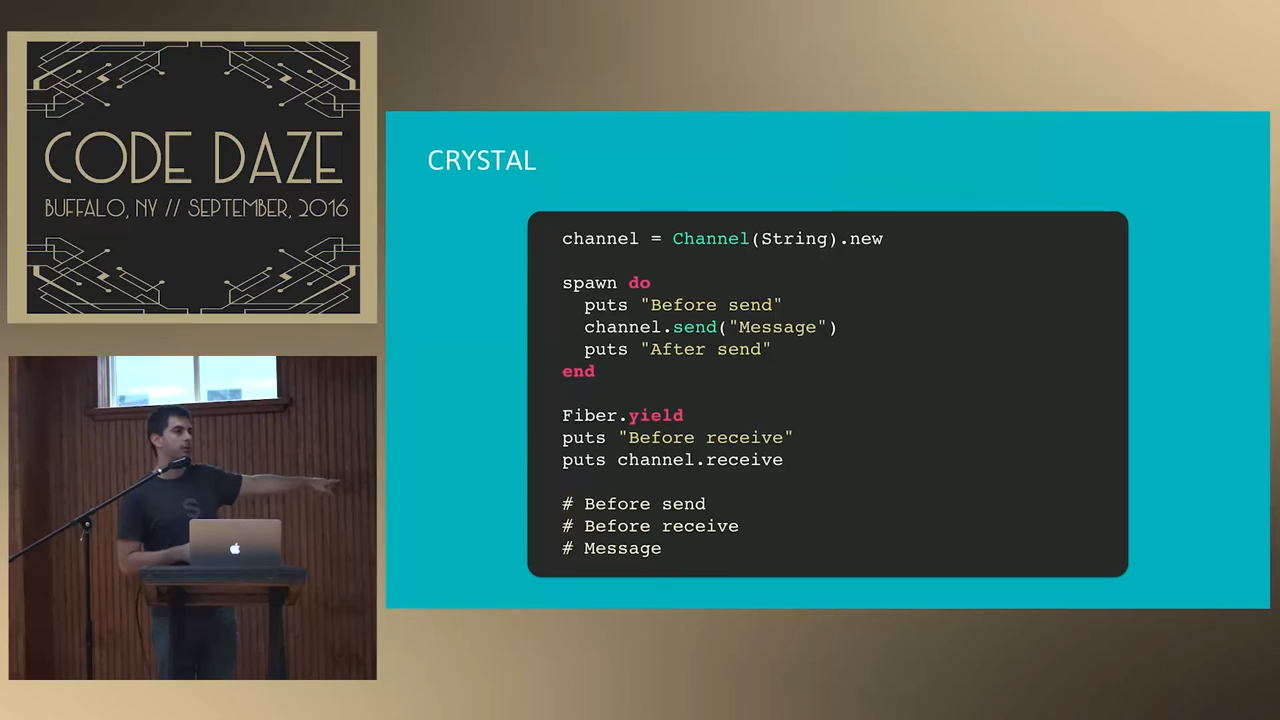 CODE DAZE
BUFFALO, NY // SEPTEMBER, 2016
CRYSTAL
channel = Channel(String).new
spawn do
puts "Before send"
channel.send("Message")
puts "After send"
end
Fiber.yield
puts "Before receive"
puts channel.receive
# Before send
# Before receive
# Message